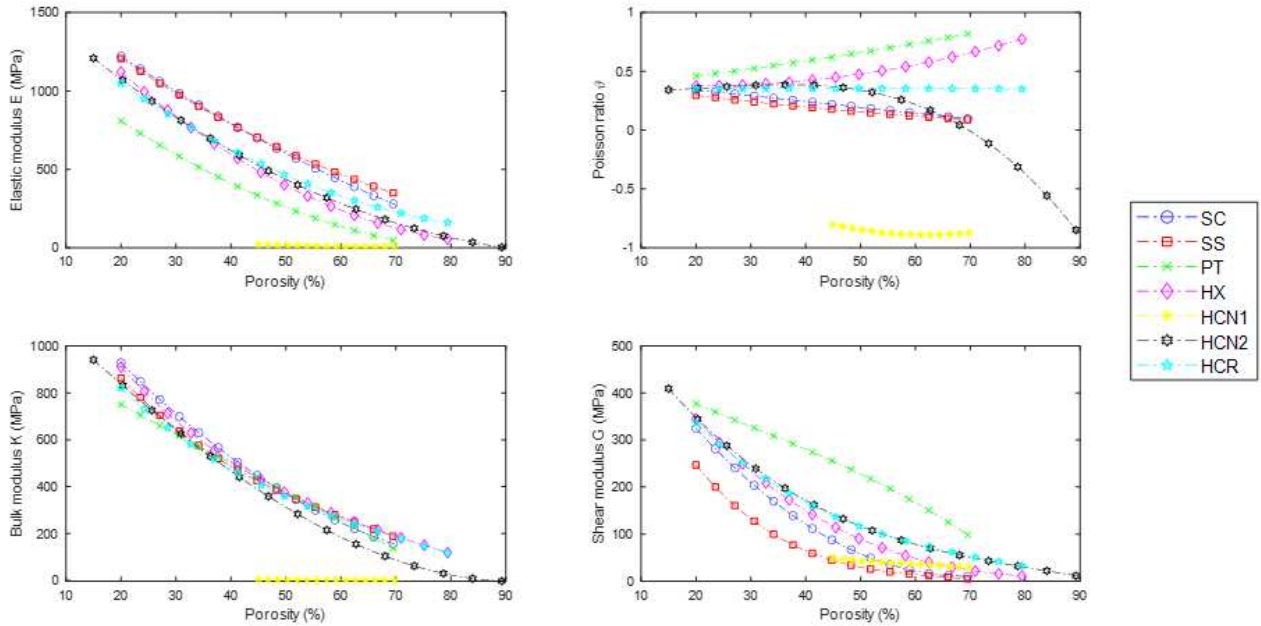 1500
1000
500
0
10 20 30 40 50 60 70 80 90
Porosity (%)
Elastic modulus E (MPa)
1
0.5
0
-0.5
-1
10 20 30 40 50 60 70 80 90
Porosity (%)
Poisson ratio ϑ
1000
800
600
400
200
0
10 20 30 40 50 60 70 80 90
Porosity (%)
Bulk modulus K (MPa)
500
400
300
200
100
0
10 20 30 40 50 60 70 80 90
Porosity (%)
Shear modulus G (MPa)
SC
SS
PT
HX
HCN1
HCN2
HCR